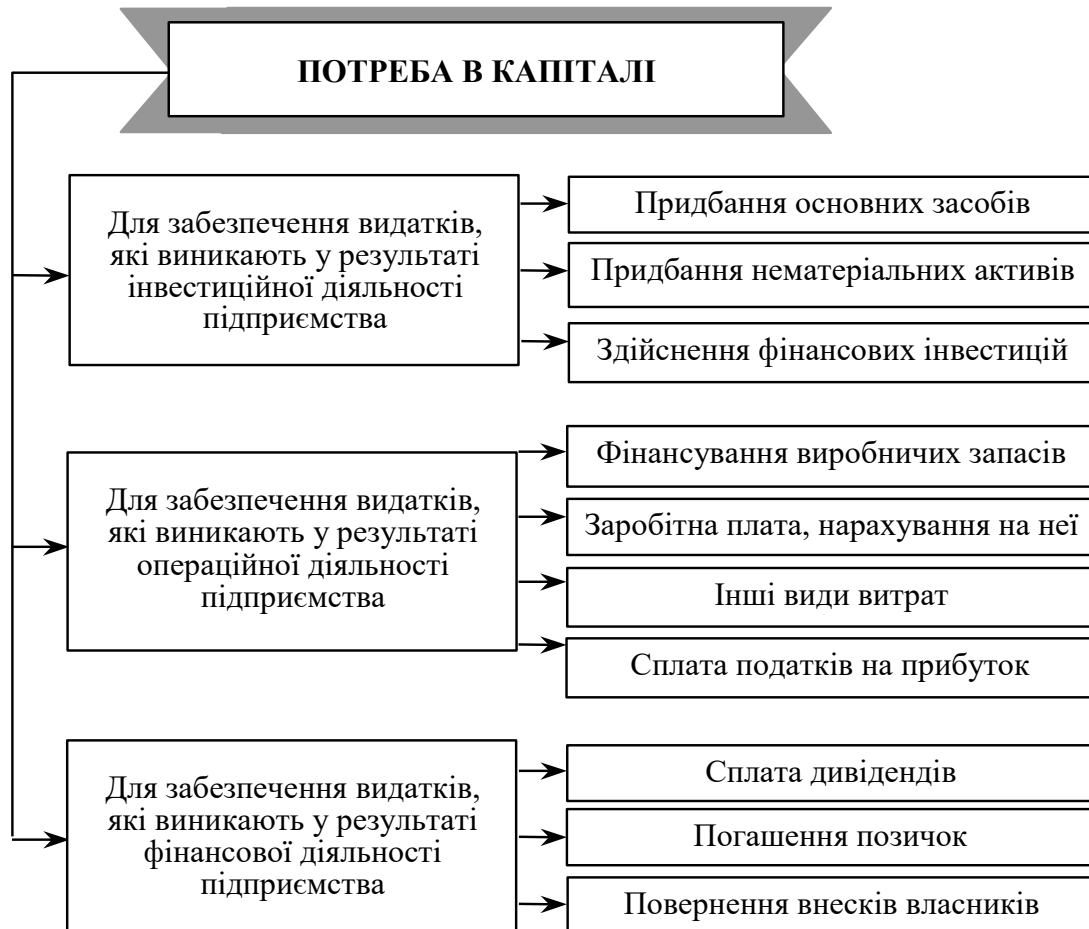 ПОТРЕБА В КАПІТАЛІ
Для забезпечення видатків,
які виникають у результаті
інвестиційної діяльності
підприємства
Придбання основних засобів
Придбання нематеріальних активів
Здійснення фінансових інвестицій
Для забезпечення видатків,
які виникають у результаті
операційної діяльності
підприємства
Фінансування виробничих запасів
Заробітна плата, нарахування на неї
Інші види витрат
Сплата податків на прибуток
Для забезпечення видатків,
які виникають у результаті
фінансової діяльності
підприємства
Сплата дивідендів
Погашення позичок
Повернення внесків власників